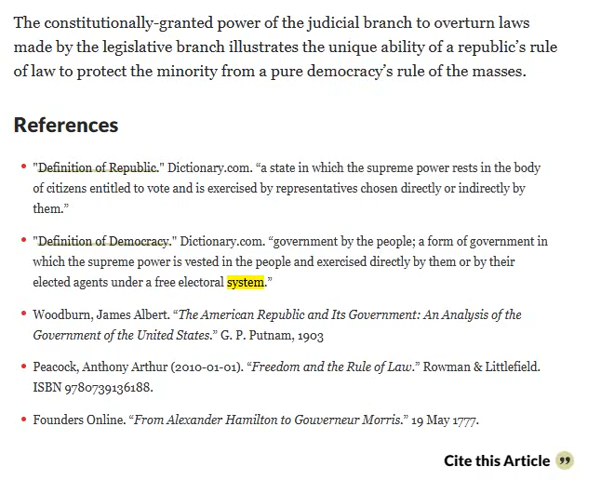 The constitutionally-granted power of the judicial branch to overturn laws
made by the legislative branch illustrates the unique ability of a republic’s rule
of law to protect the minority from a pure democracy’s rule of the masses.
References
"Definition of Republic." Dictionary.com. “a state in which the supreme power rests in the body
of citizens entitled to vote and is exercised by representatives chosen directly or indirectly by
them.”
"Definition of Democracy." Dictionary.com. “government by the people; a form of government in
which the supreme power is vested in the people and exercised directly by them or by their
elected agents under a free electoral system.”
Woodburn, James Albert. “The American Republic and Its Government: An Analysis of the
Government of the United States.” G. P. Putnam, 1903
Peacock, Anthony Arthur (2010-01-01). “Freedom and the Rule of Law.” Rowman & Littlefield.
ISBN 9780739136188.
Founders Online. “From Alexander Hamilton to Gouverneur Morris.” 19 May 1777.
Cite this Article